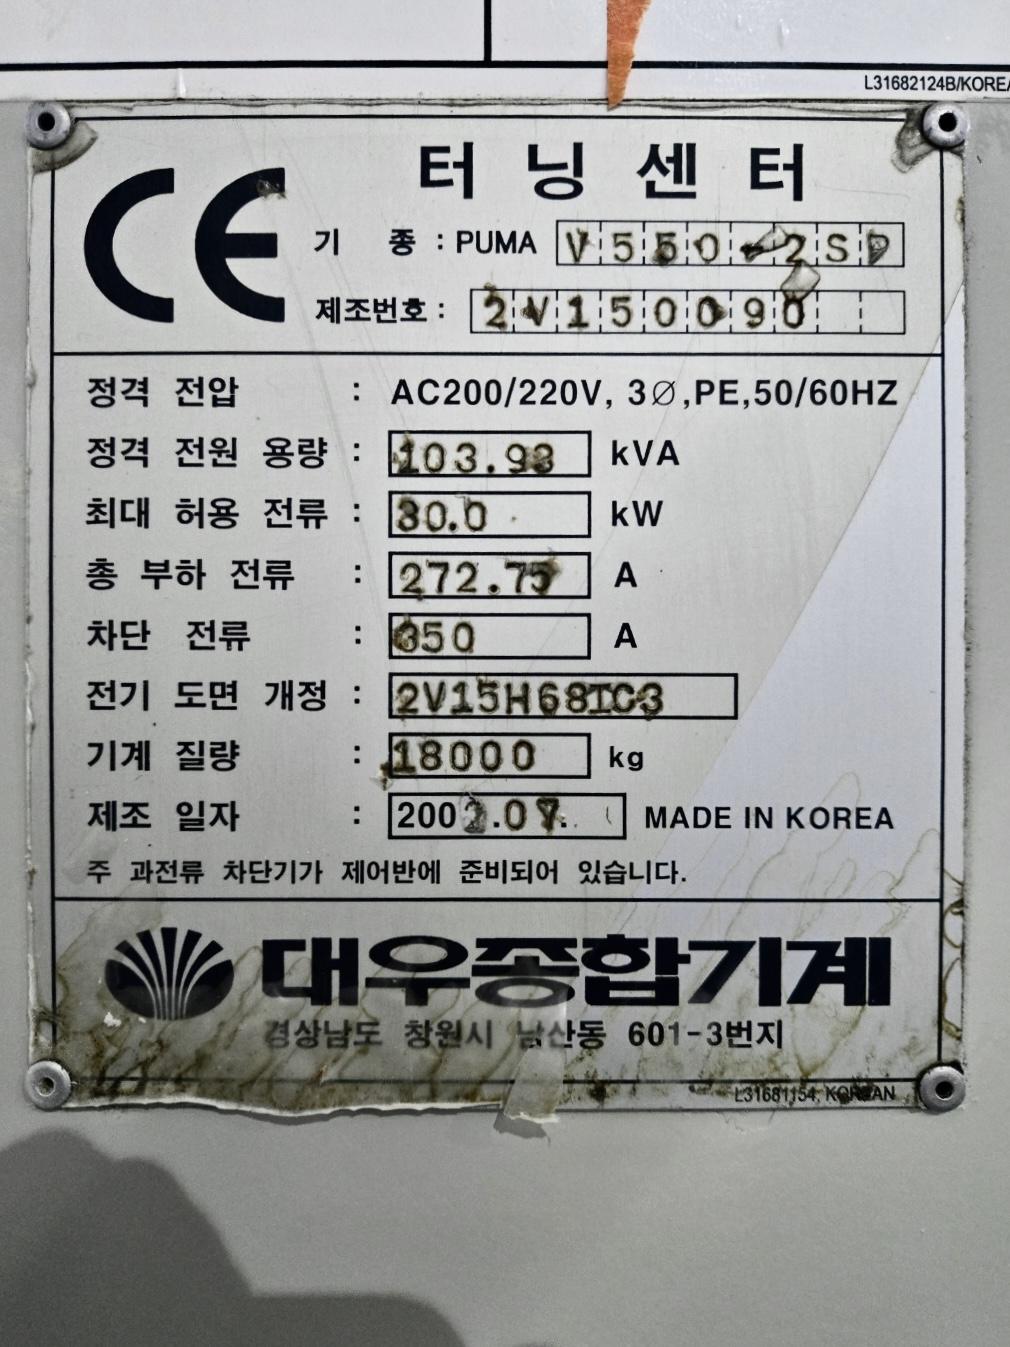 L31682124B/KOREA
CE 터닝센터
기 종 : PUMA V550-2SP
제조번호 : 2V150090
정격 전압 : AC200/220V, 3∅,PE,50/60HZ
정격 전원 용량 : 103.93 kVA
최대 허용 전류 : 30.0 kW
총 부하 전류 : 272.75 A
차단 전류 : 350 A
전기 도면 개정 : 2V15H68IC3
기계 질량 : 18000 kg
제조 일자 : MADE IN KOREA
주 과전류 차단기가 제어반에 준비되어 있습니다.
대우종합기계
경상남도 창원시 남산동 601-3번지
L31681154, KOREAN